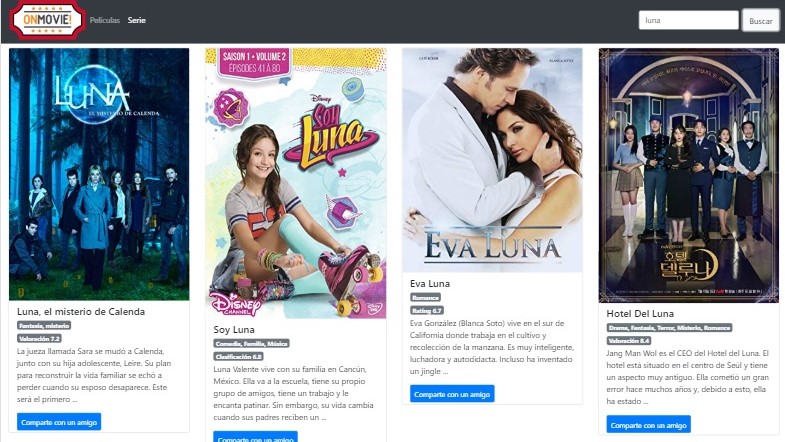 ONMOVIE!
Películas Serie
luna
Buscar
LUNA
EL MISTERIO DE CALENDA
Luna, el misterio de Calenda
Fantasía, misterio
Valoración 7.2
La jueza llamada Sara se mudó a Calenda,
junto con su hija adolescente, Leire. Su plan
para reconstruir la vida familiar se echó a
perder cuando su esposo desaparece. Este
será el primero ...
Comparte con un amigo
SAISON 1 • VOLUME 2
ÉPISODES 41 À 80
Disney
SOY
Luna
Disney
CHANNEL
Soy Luna
Comedia, Familia, Música
Clasificación 6.8
Luna Valente vive con su familia en Cancún,
México. Ella va a la escuela, tiene su propio
grupo de amigos, tiene un trabajo y le
encanta patinar. Sin embargo, su vida cambia
cuando sus padres reciben un ...
Comparte con un amigo
EVA LUNA
Eva Luna
Romance
Rating 6.7
Eva González (Blanca Soto) vive en el sur de
California donde trabaja en el cultivo y
recolección de la manzana. Es muy inteligente,
luchadora y autodidacta. Incluso ha inventado
un jingle ...
Comparte con un amigo
호텔
델루나
Hotel Del Luna
Drama, Fantasía, Terror, Misterio, Romance
Valoración 8.4
Jang Man Wol es el CEO del Hotel del Luna. El
hotel está situado en el centro de Seúl y tiene
un aspecto muy antiguo. Ella cometió un gran
error hace muchos años y, debido a esto, ella
ha estado ...
Comparte con un amigo